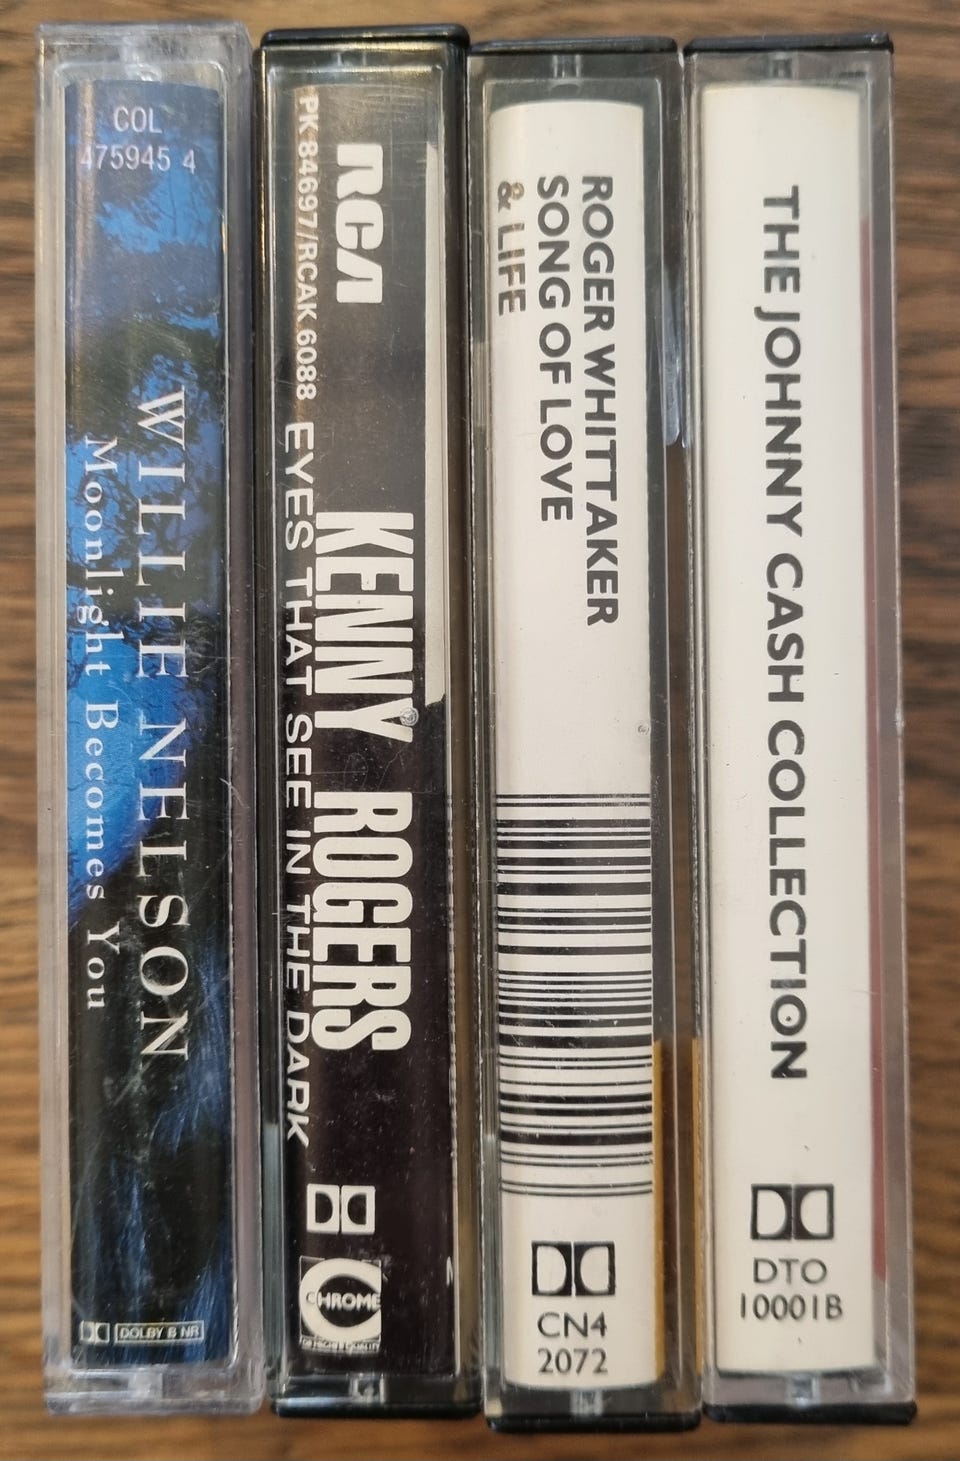 COL
475945 4
WILLIE NELSON
Moonlight Becomes You
DOLBY B NR
RCA
PK 84697/RCAK 6088
KENNY ROGERS
EYES THAT SEE IN THE DARK
CHROME
ROGER WHITTAKER
SONG OF LOVE
& LIFE
CN4
2072
THE JOHNNY CASH COLLECTION
DTO
10001B